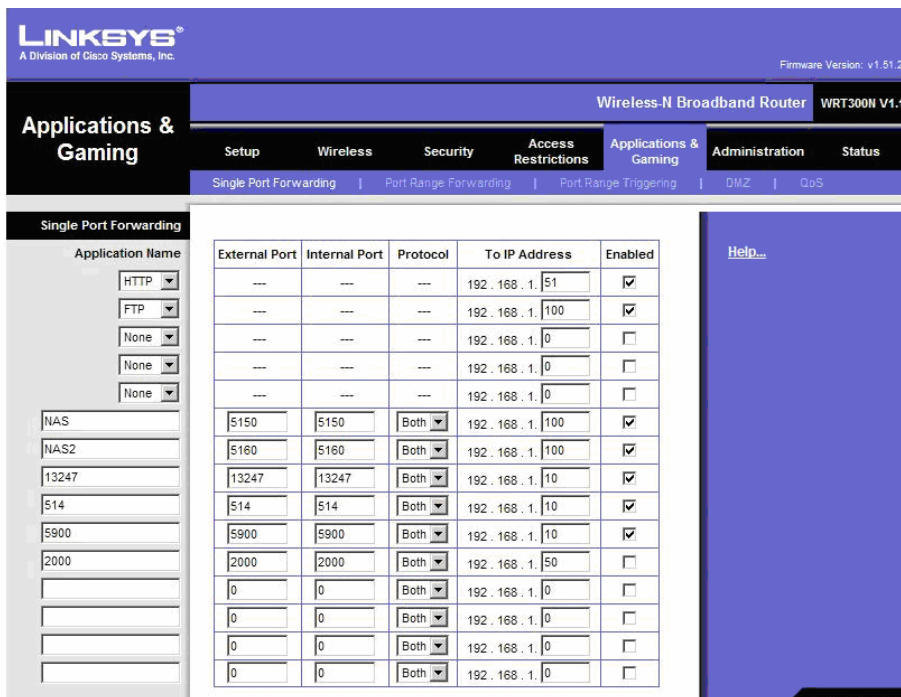 LINKSYS®
A Division of Cisco Systems, Inc.
Firmware Version: v1.51.2
Wireless-N Broadband Router WRT300N V1.
Applications & Gaming
Setup Wireless Security Access Restrictions Applications & Gaming Administration Status
Single Port Forwarding | Port Range Forwarding | Port Range Triggering | DMZ | QoS
Single Port Forwarding
Application Name External Port Internal Port Protocol To IP Address Enabled
Help...
HTTP --- --- --- 192 . 168 . 1. 51
FTP --- --- --- 192 . 168 . 1. 100
None --- --- --- 192 . 168 . 1. 0
None --- --- --- 192 . 168 . 1. 0
None --- --- --- 192 . 168 . 1. 0
NAS 5150 5150 Both 192 . 168 . 1. 100
NAS2 5160 5160 Both 192 . 168 . 1. 100
13247 13247 13247 Both 192 . 168 . 1. 10
514 514 514 Both 192 . 168 . 1. 10
5900 5900 5900 Both 192 . 168 . 1. 10
2000 2000 2000 Both 192 . 168 . 1. 50
0 0 Both 192 . 168 . 1. 0
0 0 Both 192 . 168 . 1. 0
0 0 Both 192 . 168 . 1. 0
0 0 Both 192 . 168 . 1. 0